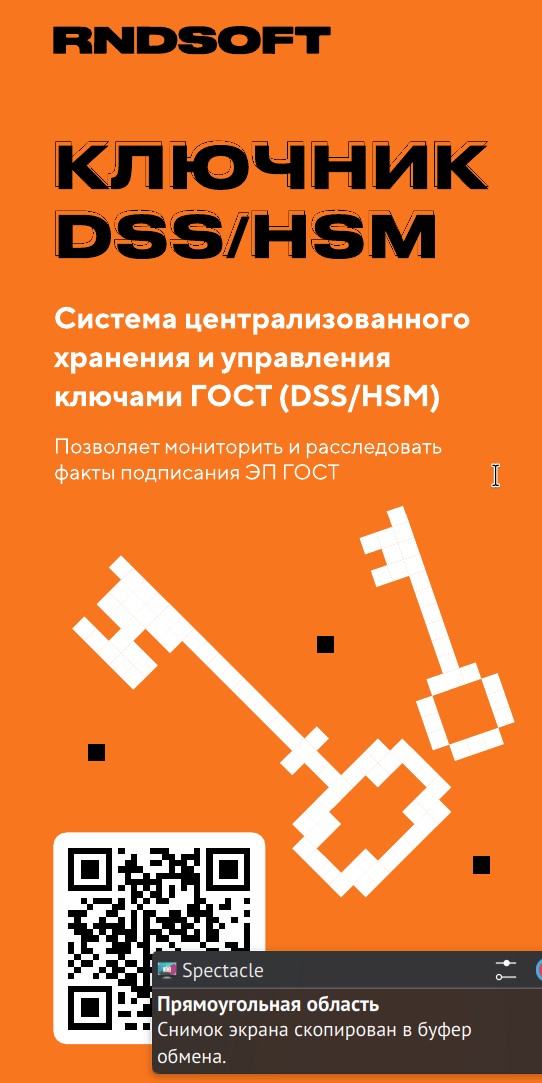 RNDSOFT
КЛЮЧНИК
DSS/HSM
Система централизованного
хранения и управления
ключами ГОСТ (DSS/HSM)
Позволяет мониторить и расследовать
факты подписания ЭП ГОСТ
Spectacle
Прямоугольная область
Снимок экрана скопирован в буфер
обмена.